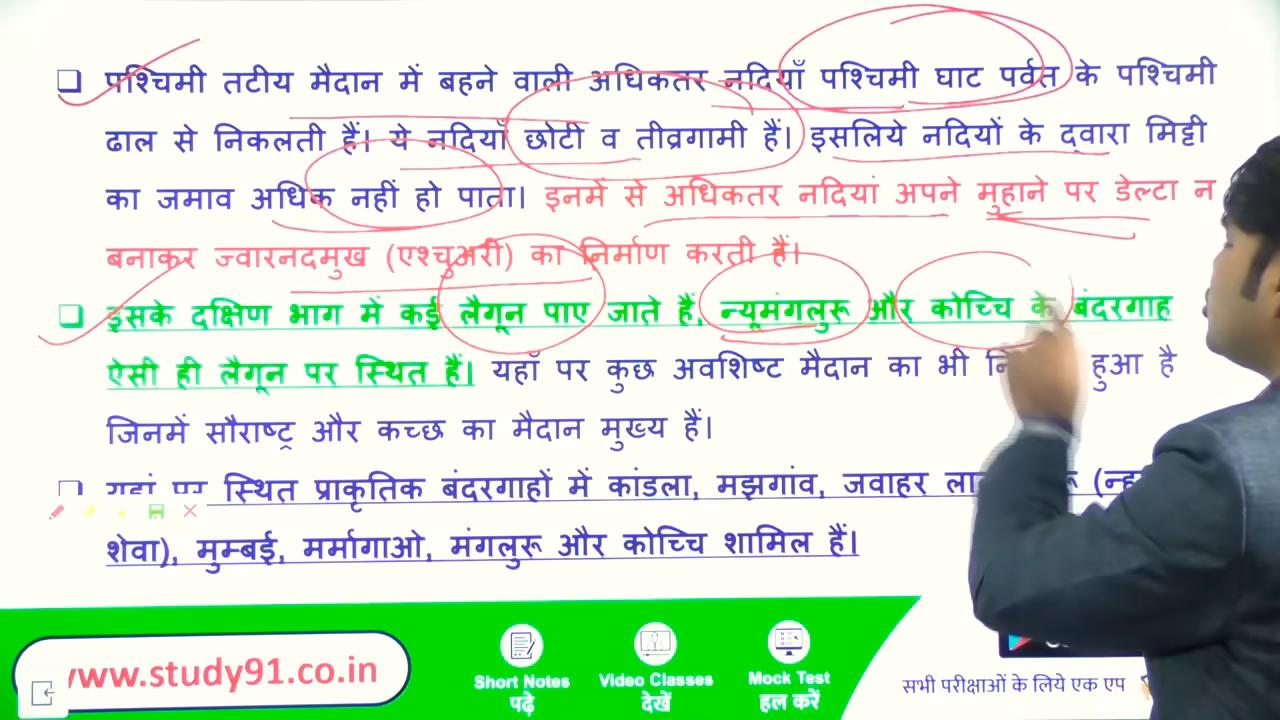 पश्चिमी तटीय मैदान में बहने वाली अधिकतर नदियाँ पश्चिमी घाट पर्वत के पश्चिमी
ढाल से निकलती हैं। ये नदियाँ छोटी व तीव्रगामी हैं। इसलिये नदियों के द्वारा मिट्टी
का जमाव अधिक नहीं हो पाता। इनमें से अधिकतर नदियां अपने मुहाने पर डेल्टा न
बनाकर ज्वारनदमुख (एश्चुअरी) का निर्माण करती हैं।
इसके दक्षिण भाग में कई लैगून पाए जाते हैं, न्यूमंगलुरू और कोच्चि के बंदरगाह
ऐसी ही लैगून पर स्थित हैं। यहाँ पर कुछ अवशिष्ट मैदान का भी हुआ है
जिनमें सौराष्ट्र और कच्छ का मैदान मुख्य हैं।
यहां पर स्थित प्राकृतिक बंदरगाहों में कांडला, मझगांव, जवाहर
शेवा), मुम्बई, मर्मागाओ, मंगलुरू और कोच्चि शामिल हैं।
www.study91.co.in
Short Notes
पढ़े
Video Classes
देखें
Mock Test
हल करें
सभी परीक्षाओं के लिये एक एप